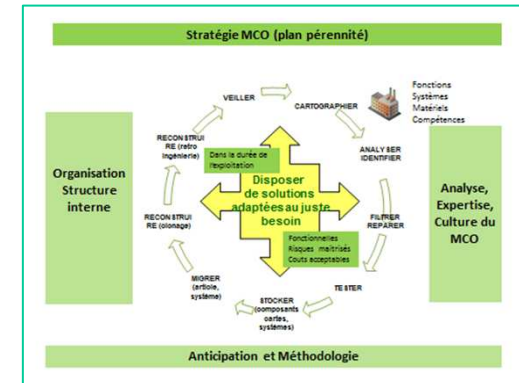 Stratégie MCO (plan pérennité)
VEILLER
CARTOGRAPHIER
Fonctions
Systèmes
Matériels
Compétences
RECONSTRUI
RE (retro
ingénierie)
Dans la durée de
l'exploitation
ANALYSER
IDENTIFIER
Organisation
Structure
interne
Disposer
de solutions
adaptées au juste
besoin
Analyse,
Expertise,
Culture du
MCO
RECONSTRUI
RE (clonage)
FILTRER
REPARER
Fonctionnelles
Risques maitrisés
Couts acceptables
MIGRER
(article,
système)
TESTER
STOCKER
(composants
cartes,
systèmes)
Anticipation et Méthodologie